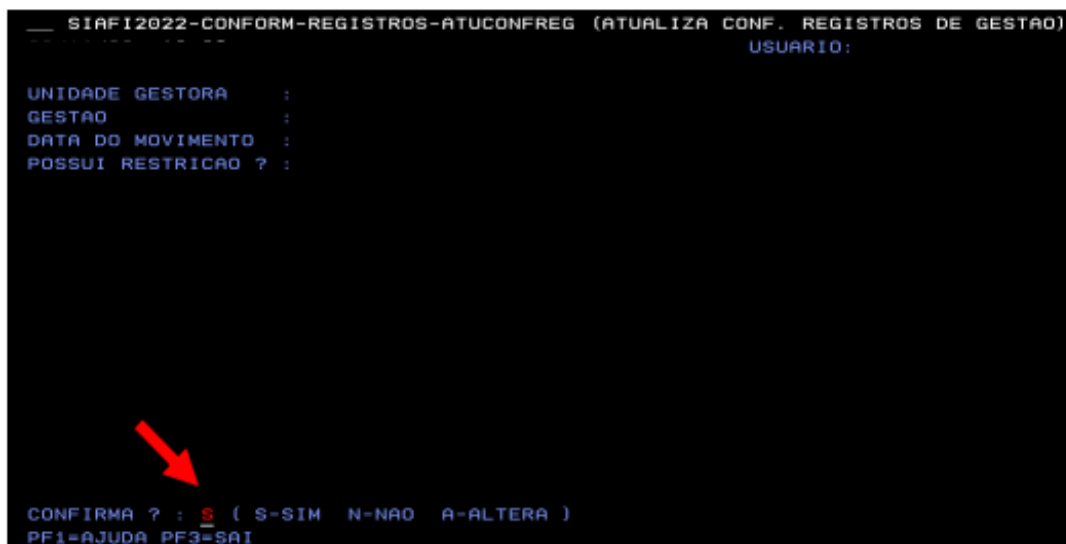 __ SIAFI2022-CONFORM-REGISTROS-ATUCONFREG (ATUALIZA CONF. REGISTROS DE GESTAO)
USUARIO:
UNIDADE GESTORA :
GESTAO :
DATA DO MOVIMENTO :
POSSUI RESTRICAO ? :
CONFIRMA ? : S ( S-SIM N-NAO A-ALTERA )
PF1=AJUDA PF3=SAI